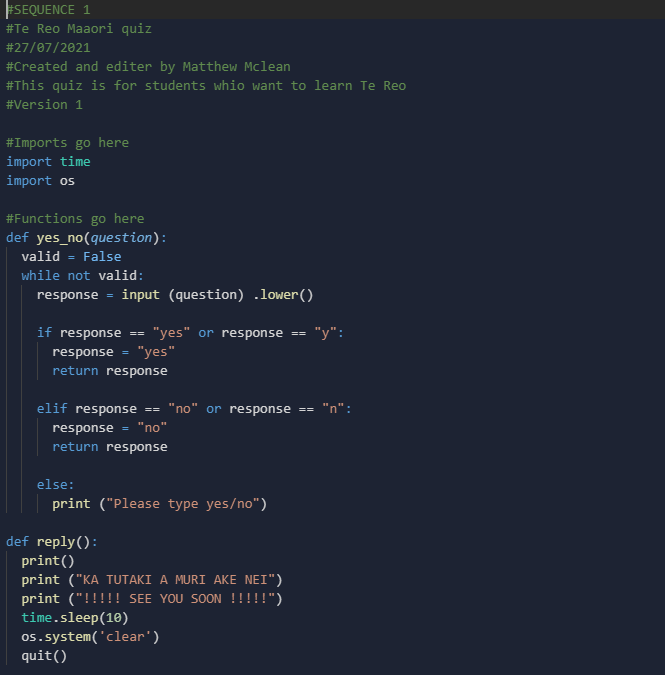 #SEQUENCE 1
#Te Reo Maaori quiz
#27/07/2021
#Created and editer by Matthew Mclean
#This quiz is for students whio want to learn Te Reo
#Version 1
#Imports go here
import time
import os
#Functions go here
def yes_no(question):
valid = False
while not valid:
response = input (question) .lower()
if response == "yes" or response == "y":
response = "yes"
return response
elif response == "no" or response == "n":
response = "no"
return response
else:
print ("Please type yes/no")
def reply():
print()
print ("KA TUTAKI A MURI AKE NEI")
print ("!!!!! SEE YOU SOON !!!!!")
time.sleep(10)
os.system('clear')
quit()